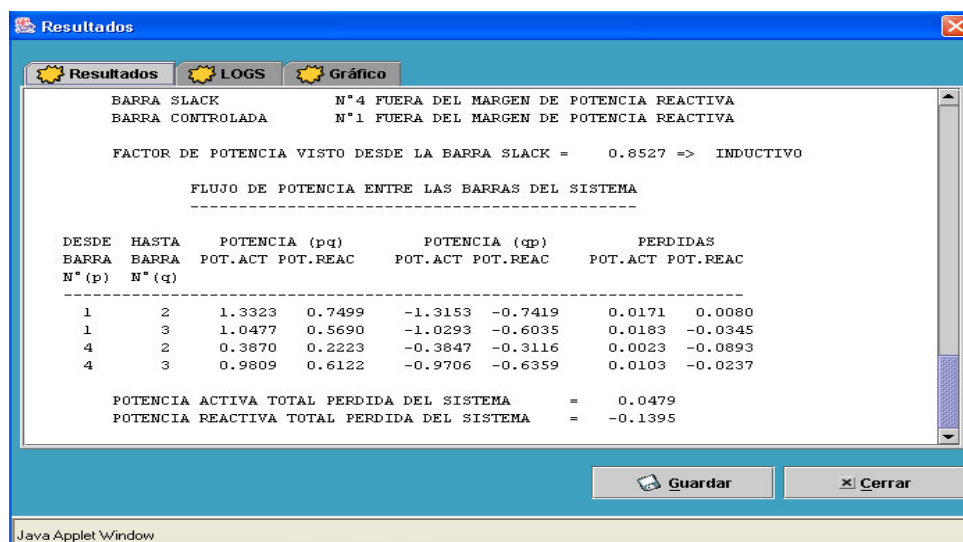 Resultados
Resultados LOGS Gráfico
BARRA SLACK N°4 FUERA DEL MARGEN DE POTENCIA REACTIVA
BARRA CONTROLADA N°1 FUERA DEL MARGEN DE POTENCIA REACTIVA
FACTOR DE POTENCIA VISTO DESDE LA BARRA SLACK = 0.8527 => INDUCTIVO
FLUJO DE POTENCIA ENTRE LAS BARRAS DEL SISTEMA
----------------------------------------------
DESDE HASTA POTENCIA (pq) POTENCIA (qp) PERDIDAS
BARRA BARRA POT.ACT POT.REAC POT.ACT POT.REAC POT.ACT POT.REAC
N°(p) N°(q)
----------------------------------------------------------------------
1 2 1.3323 0.7499 -1.3153 -0.7419 0.0171 0.0080
1 3 1.0477 0.5690 -1.0293 -0.6035 0.0183 -0.0345
4 2 0.3870 0.2223 -0.3847 -0.3116 0.0023 -0.0893
4 3 0.9809 0.6122 -0.9706 -0.6359 0.0103 -0.0237
POTENCIA ACTIVA TOTAL PERDIDA DEL SISTEMA = 0.0479
POTENCIA REACTIVA TOTAL PERDIDA DEL SISTEMA = -0.1395
Guardar Cerrar
Java Applet Window